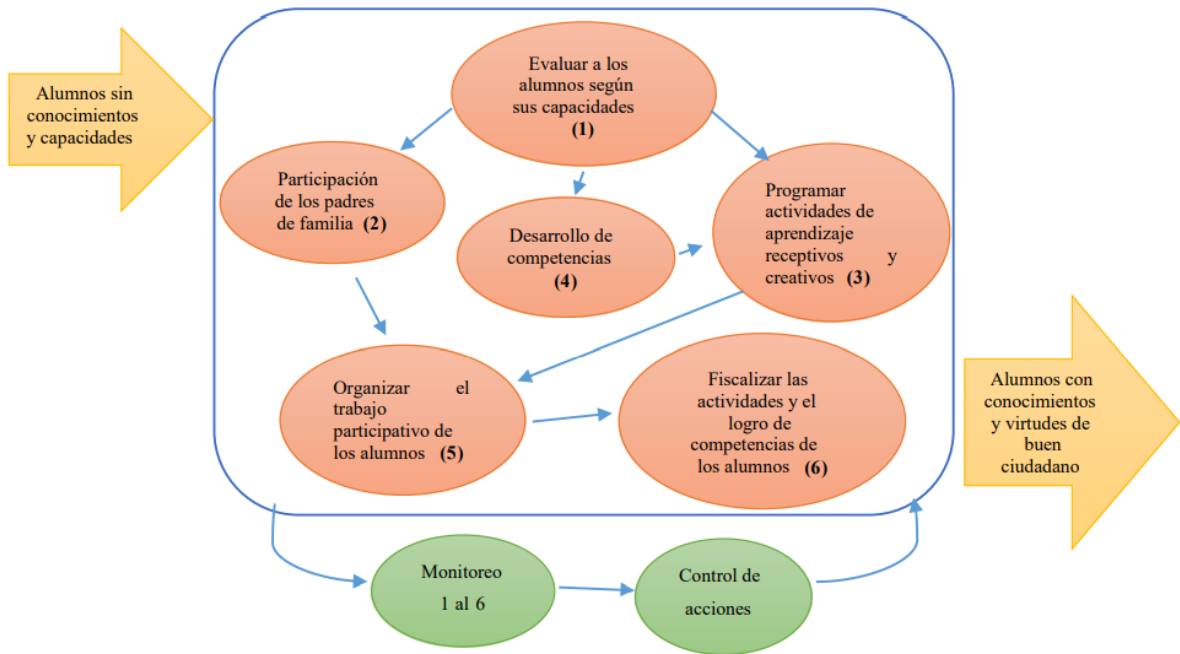 Alumnos sin
conocimientos
y capacidades
Evaluar a los
alumnos según
sus capacidades
(1)
Participación
de los padres
de familia (2)
Desarrollo de
competencias
(4)
Programar
actividades de
aprendizaje
receptivos y
creativos (3)
Organizar el
trabajo
participativo de
los alumnos (5)
Fiscalizar las
actividades y el
logro de
competencias de
los alumnos (6)
Alumnos con
conocimientos
y virtudes de
buen
ciudadano
Monitoreo
1 al 6
Control de
acciones